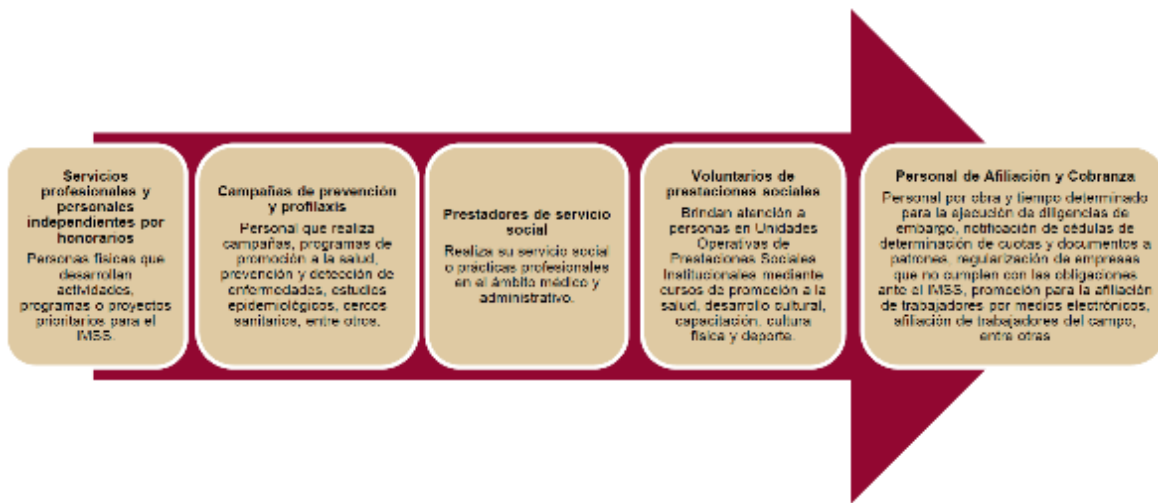 Servicios
profesionales y
personales
independientes por
honorarios
Personas físicas que
desarrollan
actividades,
programas o proyectos
prioritarios para el
IMSS.
Campañas de prevención
y profilaxis
Personal que realiza
campañas, programas de
promoción a la salud,
prevención y detección de
enfermedades, estudios
epidemiológicos, cercos
sanitarios, entre otros.
Prestadores de servicio
social
Realiza su servicio social
o prácticas profesionales
en el ámbito médico y
administrativo.
Voluntarios de
prestaciones sociales
Brindan atención a
personas en Unidades
Operativas de
Prestaciones Sociales
Institucionales mediante
cursos de promoción a la
salud, desarrollo cultural,
capacitación, cultura
física y deporte.
Personal de Afiliación y Cobranza
Personal por obra y tiempo determinado
para la ejecución de diligencias de
embargo, notificación de cédulas de
determinación de cuotas y documentos a
patrones, regularización de empresas
que no cumplen con las obligaciones
ante el IMSS, promoción para la afiliación
de trabajadores por medios electrónicos,
afiliación de trabajadores del campo,
entre otras